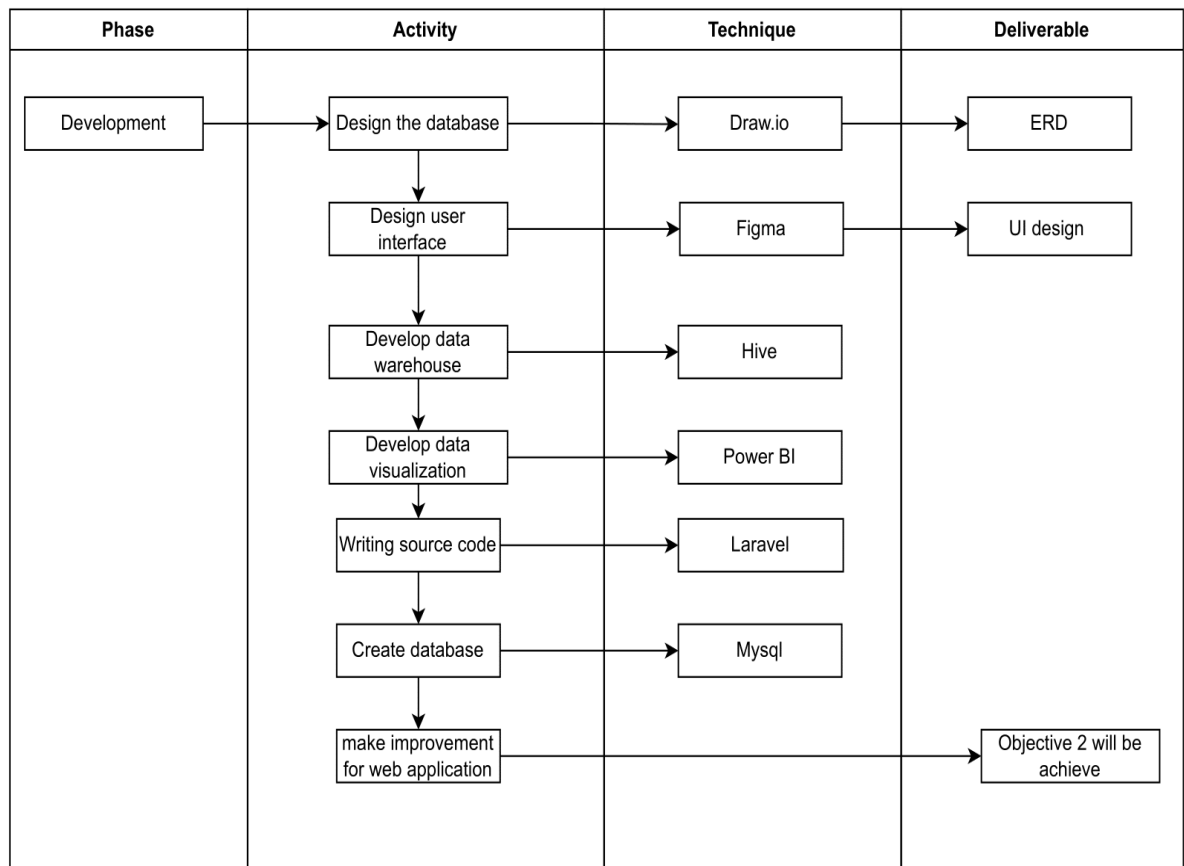 Phase
Activity
Technique
Deliverable
Development
Design the database
Draw.io
ERD
Design user
interface
Figma
UI design
Develop data
warehouse
Hive
Develop data
visualization
Power BI
Writing source code
Laravel
Create database
Mysql
make improvement
for web application
Objective 2 will be
achieve